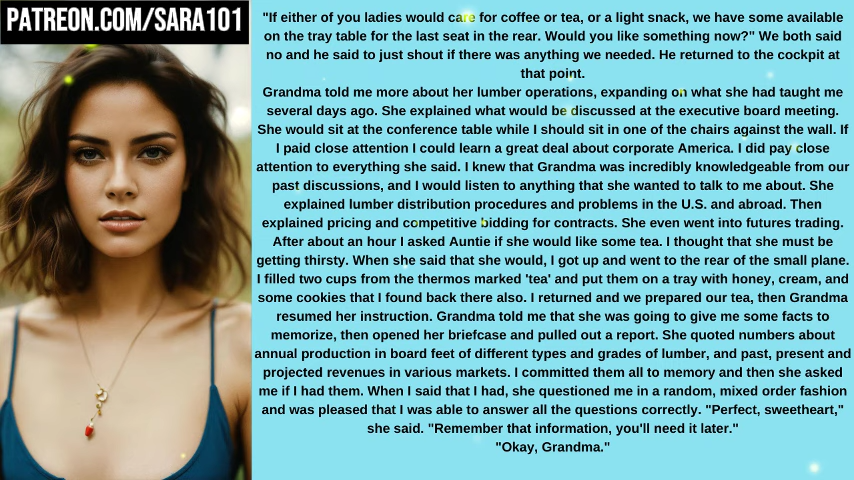 PATREON.COM/SARA101
"If either of you ladies would care for coffee or tea, or a light snack, we have some available
on the tray table for the last seat in the rear. Would you like something now?" We both said
no and he said to just shout if there was anything we needed. He returned to the cockpit at
that point.
Grandma told me more about her lumber operations, expanding on what she had taught me
several days ago. She explained what would be discussed at the executive board meeting.
She would sit at the conference table while I should sit in one of the chairs against the wall. If
I paid close attention I could learn a great deal about corporate America. I did pay close
attention to everything she said. I knew that Grandma was incredibly knowledgeable from our
past discussions, and I would listen to anything that she wanted to talk to me about. She
explained lumber distribution procedures and problems in the U.S. and abroad. Then
explained pricing and competitive bidding for contracts. She even went into futures trading.
After about an hour I asked Auntie if she would like some tea. I thought that she must be
getting thirsty. When she said that she would, I got up and went to the rear of the small plane.
I filled two cups from the thermos marked 'tea' and put them on a tray with honey, cream, and
some cookies that I found back there also. I returned and we prepared our tea, then Grandma
resumed her instruction. Grandma told me that she was going to give me some facts to
memorize, then opened her briefcase and pulled out a report. She quoted numbers about
annual production in board feet of different types and grades of lumber, and past, present and
projected revenues in various markets. I committed them all to memory and then she asked
me if I had them. When I said that I had, she questioned me in a random, mixed order fashion
and was pleased that I was able to answer all the questions correctly. "Perfect, sweetheart,"
she said. "Remember that information, you'll need it later."
"Okay, Grandma."